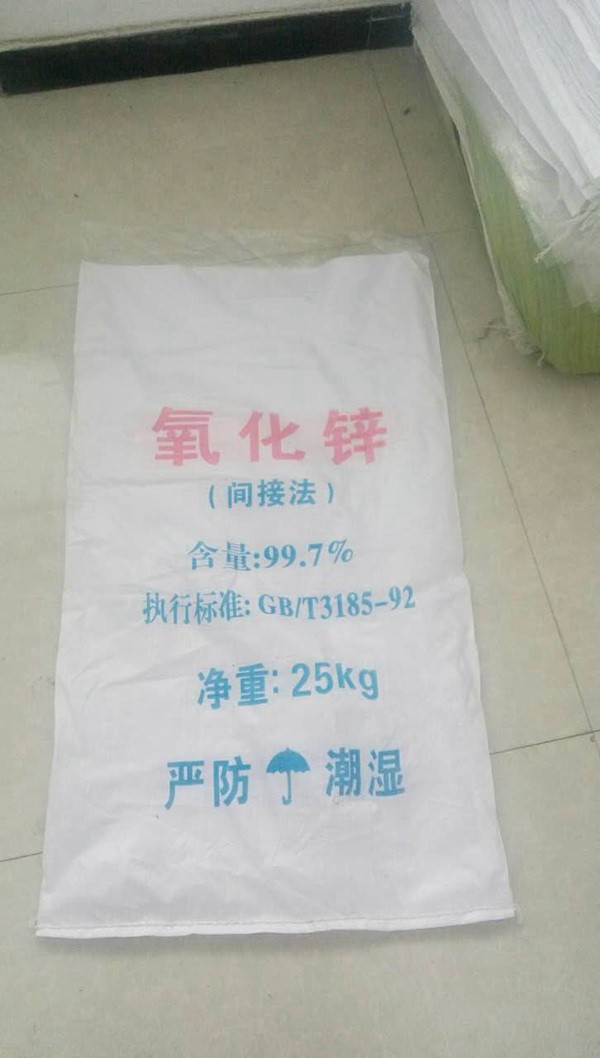 氧化锌
（间接法）
含量:99.7%
执行标准: GB/T3185-92
净重: 25kg
严防 潮湿